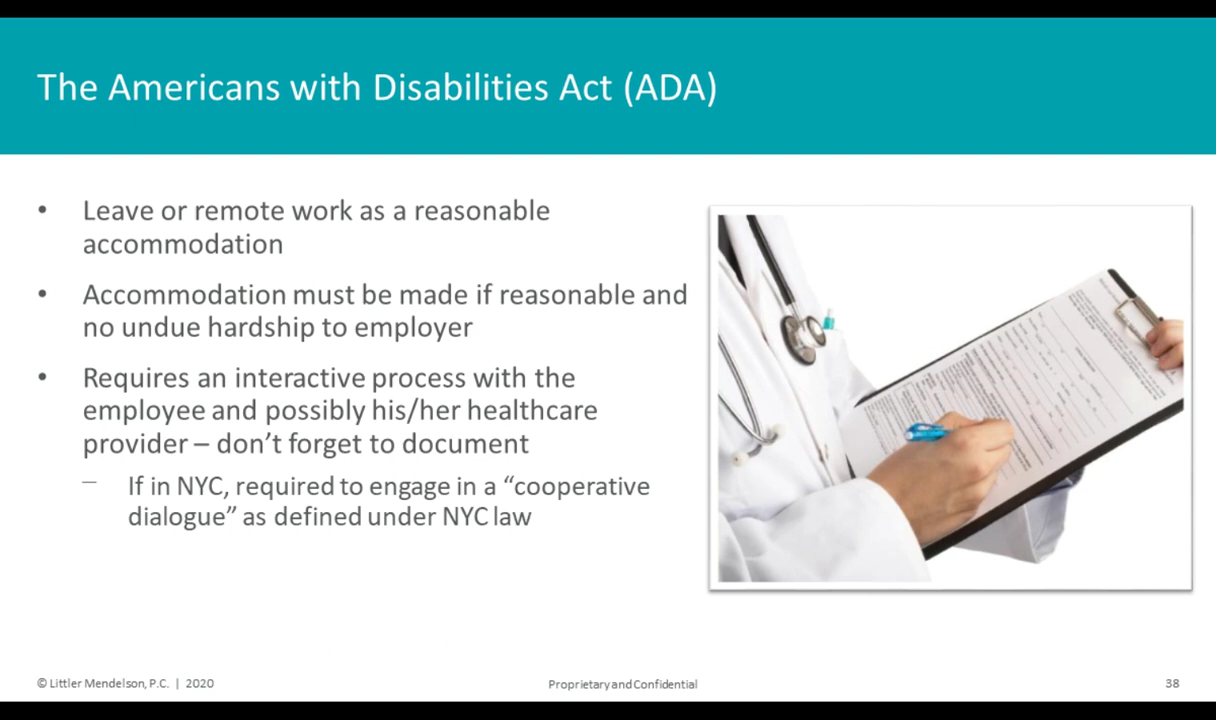 The Americans with Disabilities Act (ADA)
• Leave or remote work as a reasonable
accommodation
• Accommodation must be made if reasonable and
no undue hardship to employer
• Requires an interactive process with the
employee and possibly his/her healthcare
provider – don’t forget to document
– If in NYC, required to engage in a “cooperative
dialogue” as defined under NYC law
© Littler Mendelson, P.C. | 2020
Proprietary and Confidential
38